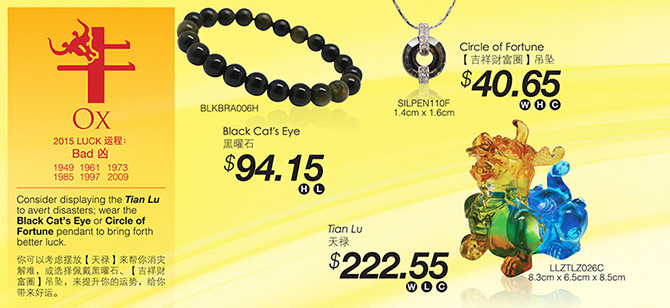 OX
2015 LUCK 运程:
Bad 凶
1949 1961 1973
1985 1997 2009
Consider displaying the Tian Lu
to avert disasters; wear the
Black Cat's Eye or Circle of
Fortune pendant to bring forth
better luck.
你可以考虑摆放【天禄】来帮你消灾
解难，或选择佩戴黑曜石、【吉祥财
富圈】吊坠，来提升你的运势，给你
带来好运。
BLKBRA006H
Black Cat's Eye
黑曜石
$94.15
H L
SILPEN110F
1.4cm x 1.6cm
Circle of Fortune
【吉祥财富圈】吊坠
$40.65
W H C
Tian Lu
天禄
$222.55
W L C
LLZTLZ026C
8.3cm x 6.5cm x 8.5cm